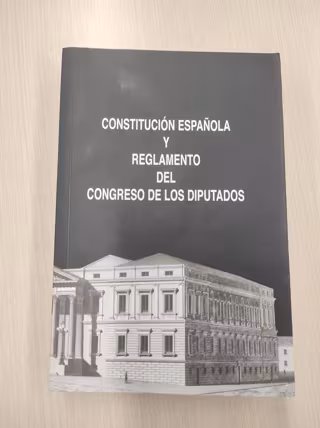 CONSTITUCIÓN ESPAÑOLA
Y
REGLAMENTO
DEL
CONGRESO DE LOS DIPUTADOS